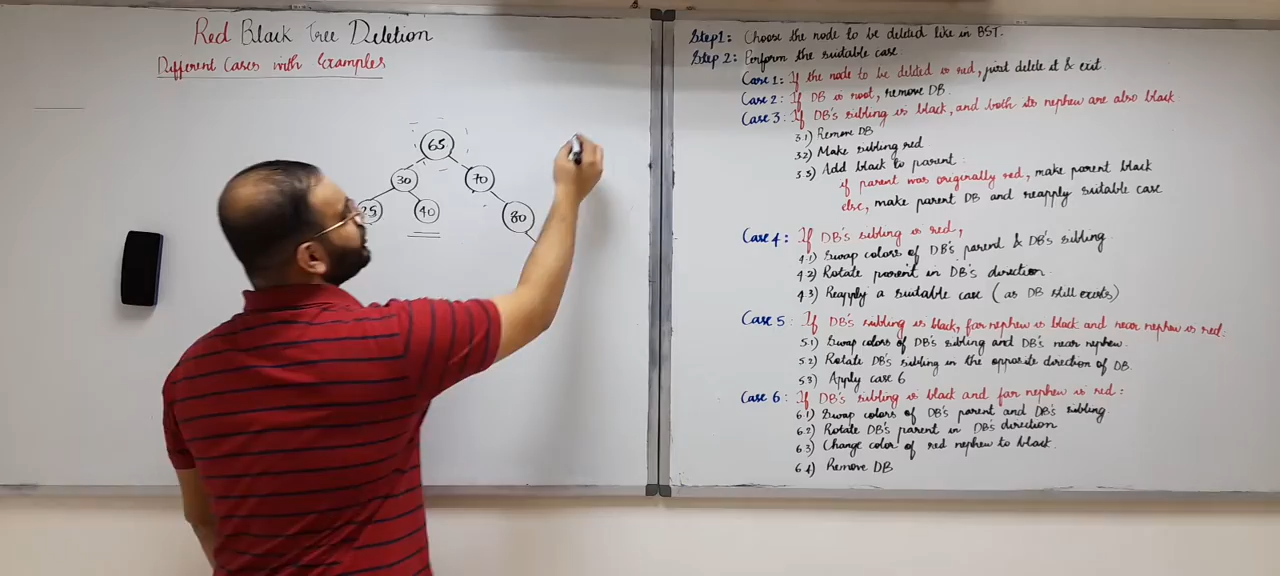 Red Black Tree Deletion
Different Cases with Examples
65
30 70
25 40 80
Step1: Choose the node to be deleted like in BST.
Step 2: Perform the suitable case.
Case 1: If the node to be deleted is red, just delete it & exit.
Case 2: If DB is root, remove DB.
Case 3: If DB's sibling is black, and both its nephew are also black
3.1) Remove DB
3.2) Make sibling red.
3.3) Add black to parent:
if parent was originally red, make parent black
else, make parent DB and reapply suitable case
Case 4: If DB's sibling is red,
4.1) Swap colors of DB's parent & DB's sibling.
4.2) Rotate parent in DB's direction.
4.3) Reapply a suitable case (as DB still exists)
Case 5: If DB's sibling is black, far nephew is black and near nephew is red:
5.1) Swap colors of DB's sibling and DB's near nephew.
5.2) Rotate DB's sibling in the opposite direction of DB.
5.3) Apply case 6
Case 6: If DB's sibling is black and far nephew is red:
6.1) Swap colors of DB's parent and DB's sibling
6.2) Rotate DB's parent in DB's direction
6.3) Change color of red nephew to black.
6.4) Remove DB